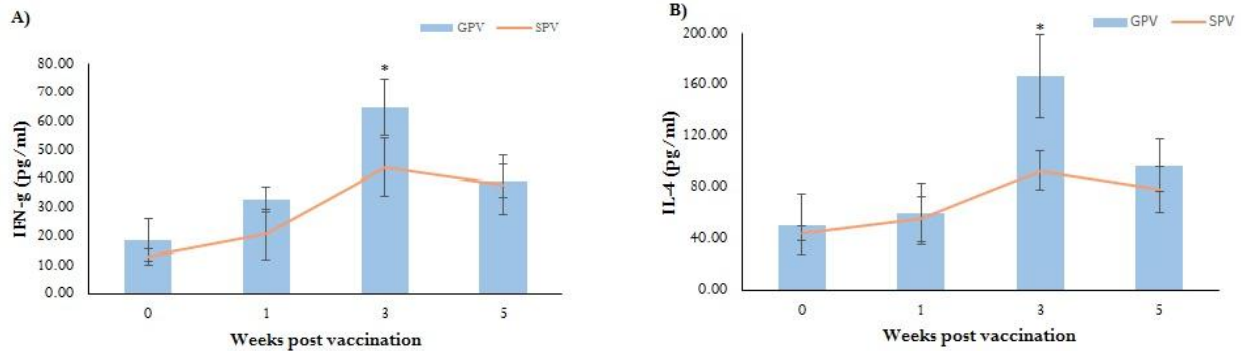 A)
GPV SPV
80.00
70.00
60.00
50.00
40.00
30.00
20.00
10.00
0.00
IFN-g (pg/ml)
*
0 1 3 5
Weeks post vaccination
B)
GPV SPV
200.00
160.00
120.00
80.00
40.00
0.00
IL-4 (pg/ml)
*
0 1 3 5
Weeks post vaccination